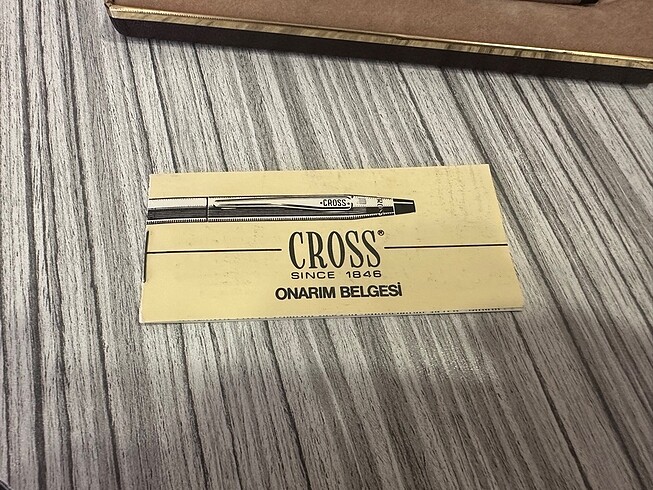 CROSS
CROSS®
SINCE 1846
ONARIM BELGESİ